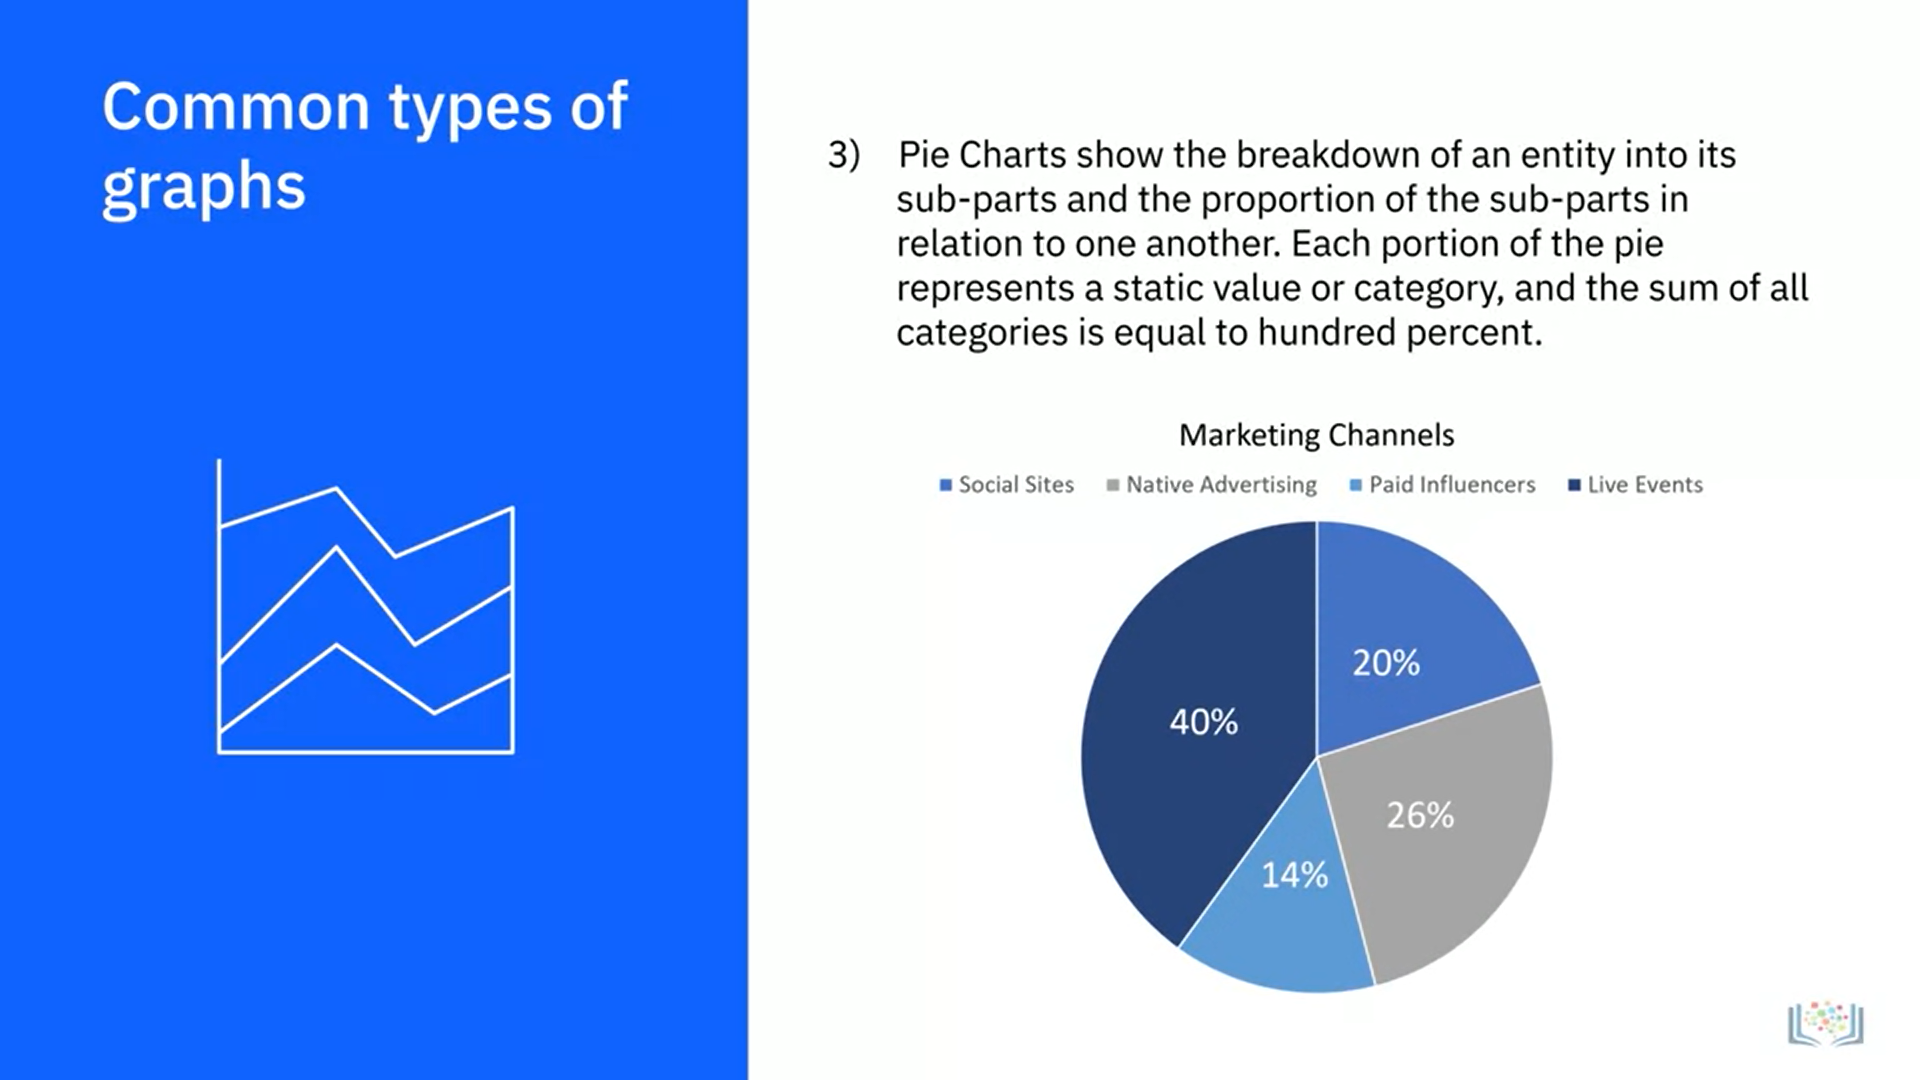 Common types of
graphs
3) Pie Charts show the breakdown of an entity into its
sub-parts and the proportion of the sub-parts in
relation to one another. Each portion of the pie
represents a static value or category, and the sum of all
categories is equal to hundred percent.
Marketing Channels
Social Sites Native Advertising Paid Influencers Live Events
20%
40%
26%
14%